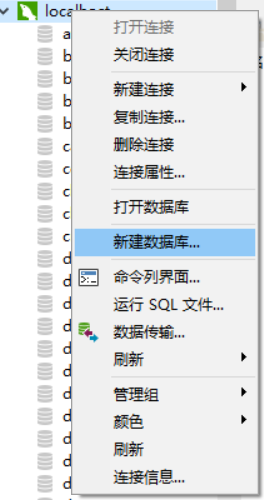 localhost
打开连接
关闭连接
新建连接
复制连接...
删除连接
连接属性...
打开数据库
新建数据库...
命令列界面...
运行 SQL 文件...
数据传输...
刷新
管理组
颜色
刷新
连接信息...